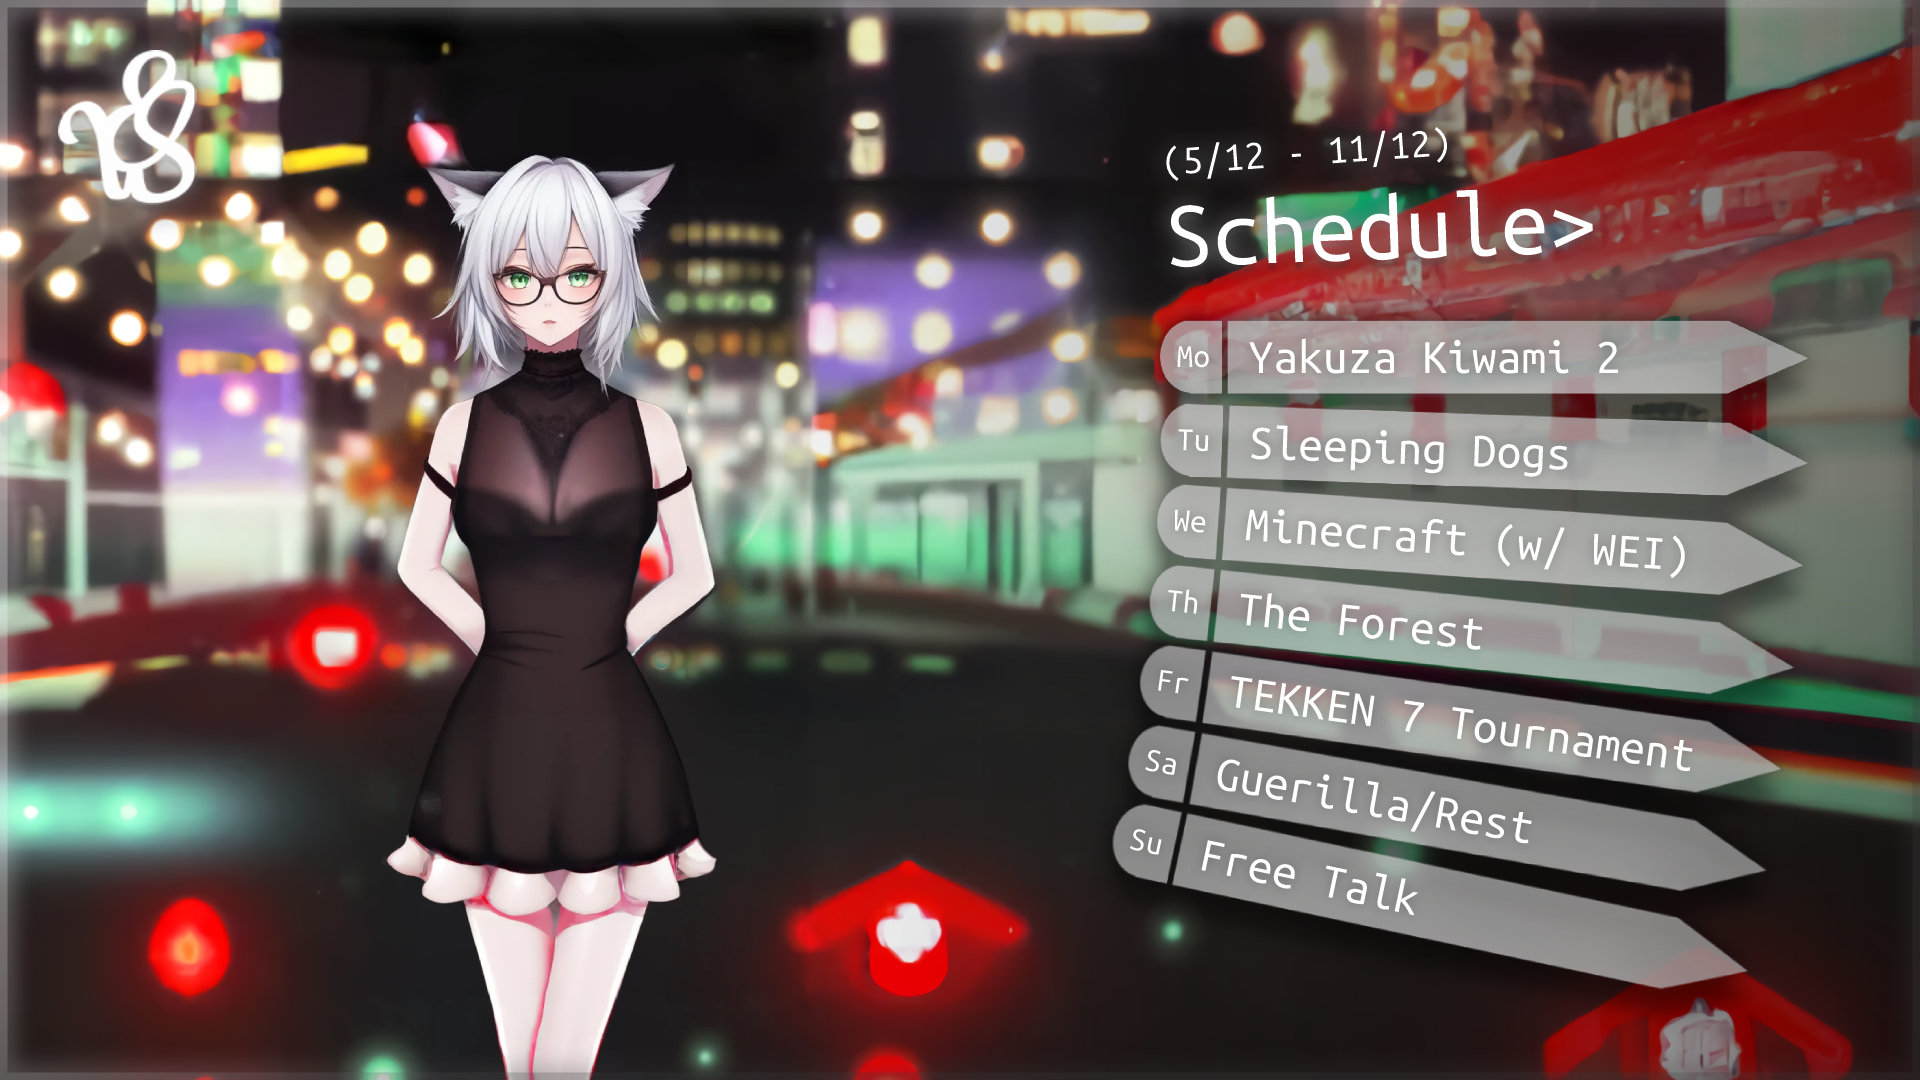 (5/12 - 11/12)
Schedule>
Mo Yakuza Kiwami 2
Tu Sleeping Dogs
We Minecraft (w/ WEI)
Th The Forest
Fr TEKKEN 7 Tournament
Sa Guerilla/Rest
Su Free Talk